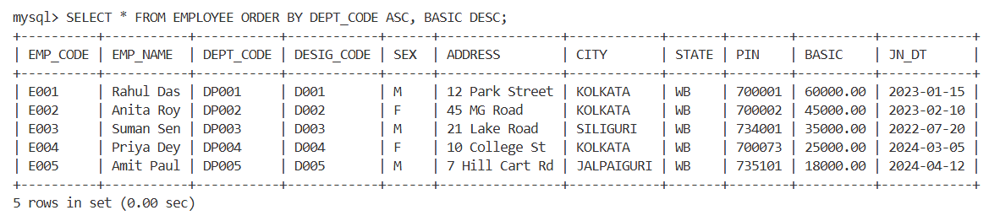 mysql> SELECT * FROM EMPLOYEE ORDER BY DEPT_CODE ASC, BASIC DESC;
+----------+-----------+-----------+------------+------+----------------+------------+-------+--------+----------+------------+
| EMP_CODE | EMP_NAME | DEPT_CODE | DESIG_CODE | SEX | ADDRESS | CITY | STATE | PIN | BASIC | JN_DT |
+----------+-----------+-----------+------------+------+----------------+------------+-------+--------+----------+------------+
| E001 | Rahul Das | DP001 | D001 | M | 12 Park Street | KOLKATA | WB | 700001 | 60000.00 | 2023-01-15 |
| E002 | Anita Roy | DP002 | D002 | F | 45 MG Road | KOLKATA | WB | 700002 | 45000.00 | 2023-02-10 |
| E003 | Suman Sen | DP003 | D003 | M | 21 Lake Road | SILIGURI | WB | 734001 | 35000.00 | 2022-07-20 |
| E004 | Priya Dey | DP004 | D004 | F | 10 College St | KOLKATA | WB | 700073 | 25000.00 | 2024-03-05 |
| E005 | Amit Paul | DP005 | D005 | M | 7 Hill Cart Rd | JALPAIGURI | WB | 735101 | 18000.00 | 2024-04-12 |
+----------+-----------+-----------+------------+------+----------------+------------+-------+--------+----------+------------+
5 rows in set (0.00 sec)